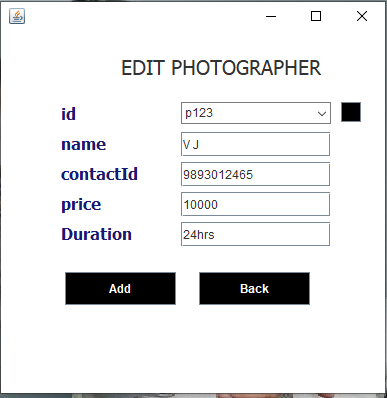 EDIT PHOTOGRAPHER
id p123
name V J
contactId 9893012465
price 10000
Duration 24hrs
Add Back